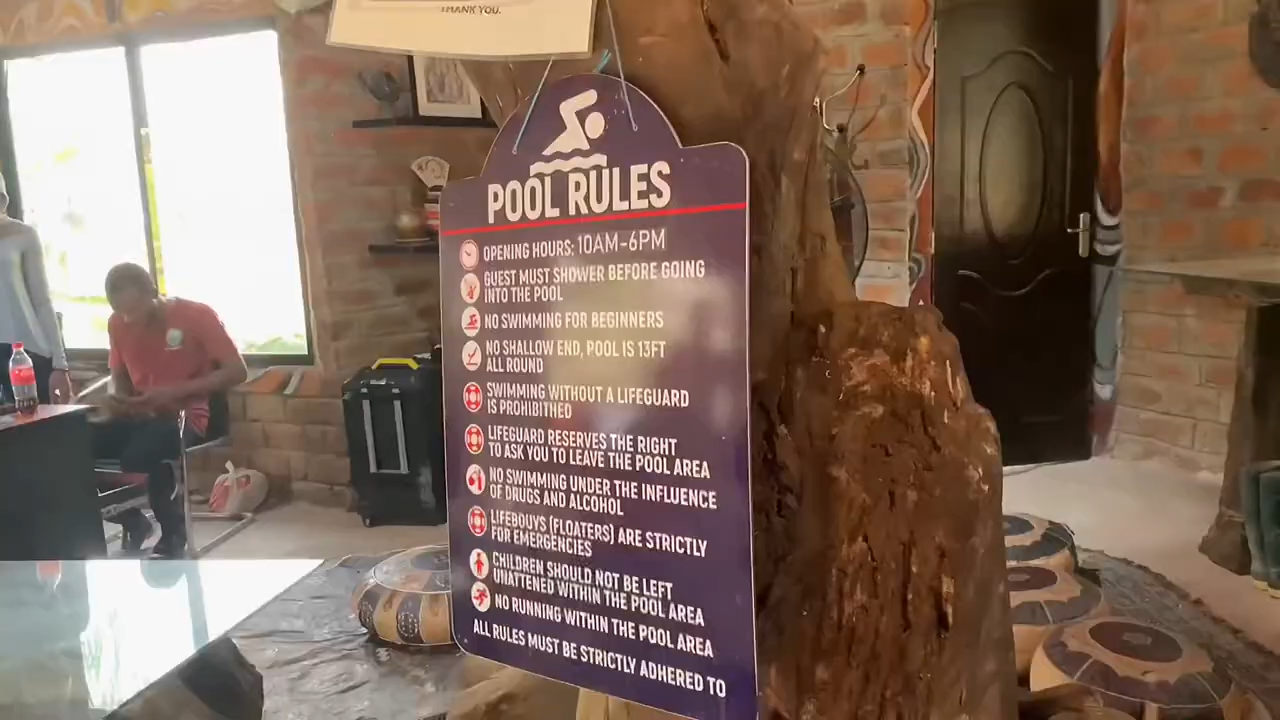 THANK YOU.
POOL RULES
OPENING HOURS: 10AM-6PM
GUEST MUST SHOWER BEFORE GOING
INTO THE POOL
NO SWIMMING FOR BEGINNERS
NO SHALLOW END, POOL IS 13FT
ALL ROUND
SWIMMING WITHOUT A LIFEGUARD
IS PROHIBITHED
LIFEGUARD RESERVES THE RIGHT
TO ASK YOU TO LEAVE THE POOL AREA
NO SWIMMING UNDER THE INFLUENCE
OF DRUGS AND ALCOHOL
LIFEBOUYS (FLOATERS) ARE STRICTLY
FOR EMERGENCIES
CHILDREN SHOULD NOT BE LEFT
UNATTENED WITHIN THE POOL AREA
NO RUNNING WITHIN THE POOL AREA
ALL RULES MUST BE STRICTLY ADHERED TO